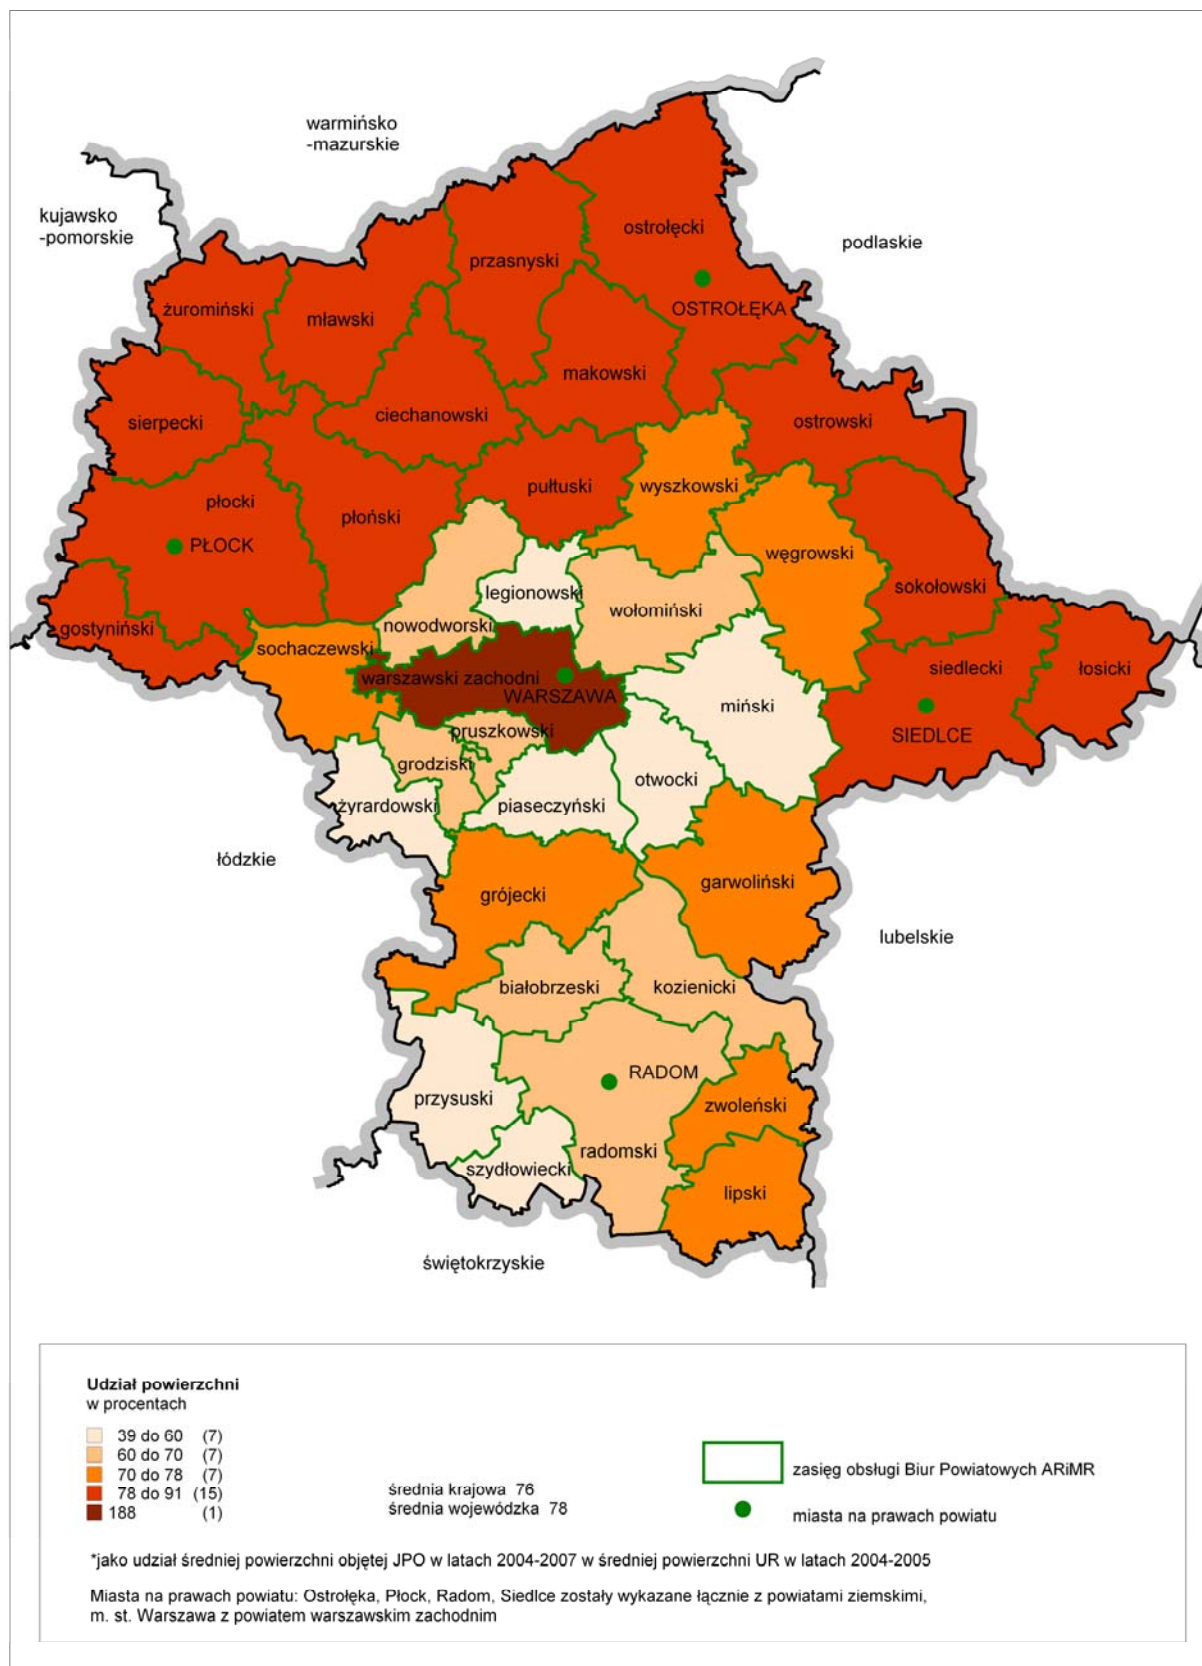 warmińsko
-mazurskie
kujawsko
-pomorskie
podlaskie
ostrołęcki
przasnyski
OSTROŁĘKA
żuromiński
mławski
makowski
ciechanowski
sierpecki
ostrowski
pułtuski
wyszkowski
płocki
płoński
PŁOCK
węgrowski
sokołowski
legionowski
wołomiński
nowodworski
gostyniński
sochaczewski
siedlecki
łosicki
warszawski zachodni
WARSZAWA
miński
SIEDLCE
pruszkowski
grodziski
otwocki
żyrardowski
piaseczyński
łódzkie
grójecki
garwoliński
lubelskie
białobrzeski
kozienicki
RADOM
przysuski
zwoleński
radomski
szydłowiecki
lipski
świętokrzyskie
Udział powierzchni
w procentach
39 do 60 (7)
60 do 70 (7)
70 do 78 (7)
78 do 91 (15)
188 (1)
średnia krajowa 76
średnia wojewódzka 78
zasięg obsługi Biur Powiatowych ARiMR
miasta na prawach powiatu
*jako udział średniej powierzchni objętej JPO w latach 2004-2007 w średniej powierzchni UR w latach 2004-2005
Miasta na prawach powiatu: Ostrołęka, Płock, Radom, Siedlce zostały wykazane łącznie z powiatami ziemskimi,
m. st. Warszawa z powiatem warszawskim zachodnim